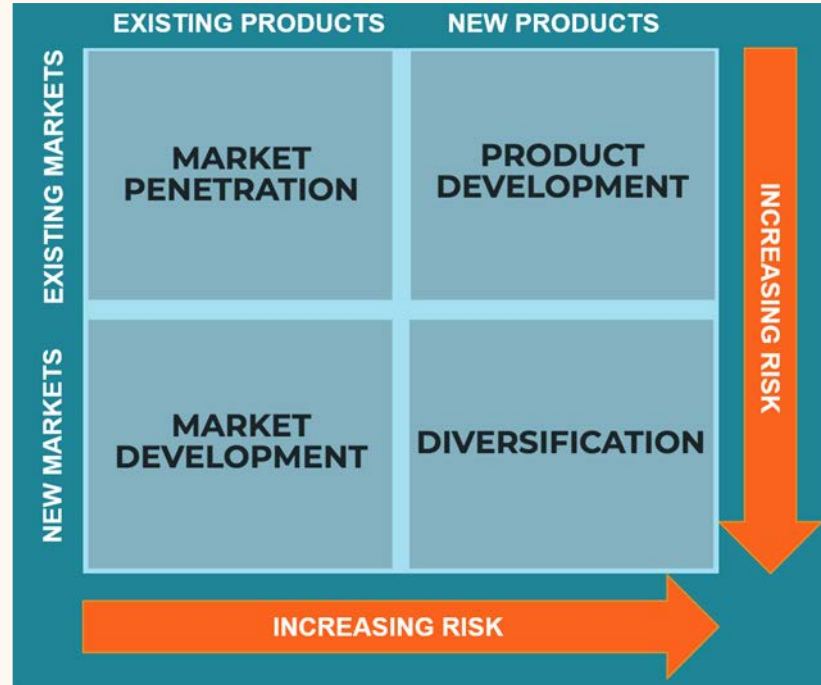 EXISTING PRODUCTS
NEW PRODUCTS
EXISTING MARKETS
MARKET
PENETRATION
PRODUCT
DEVELOPMENT
NEW MARKETS
MARKET
DEVELOPMENT
DIVERSIFICATION
INCREASING RISK
INCREASING RISK